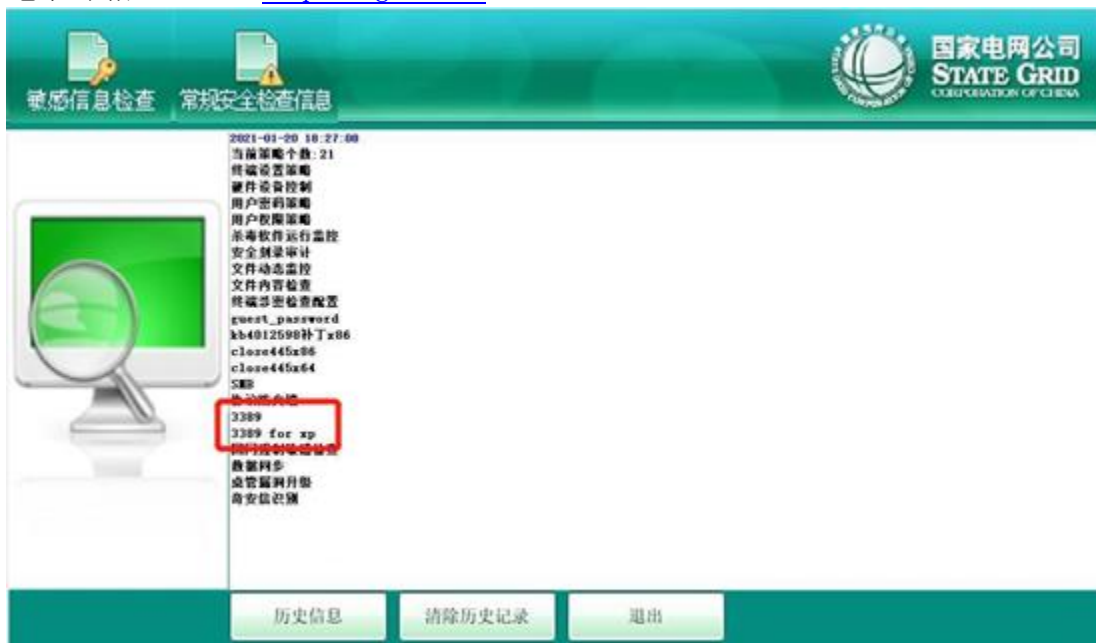 敏感信息检查
常规安全检查信息
国家电网公司
STATE GRID
CORPORATION OF CHINA
2021-01-20 18:27:00
当前策略个数:21
终端设置策略
硬件设备控制
用户密码策略
用户权限策略
杀毒软件运行监控
安全刻录审计
文件动态监控
文件内容检查
终端涉密检查配置
guest_password
kb4012598补丁x86
close445x86
close445x64
SMB
3389
3389 for xp
数据同步
桌管漏洞升级
奇安信识别
历史信息
清除历史记录
退出